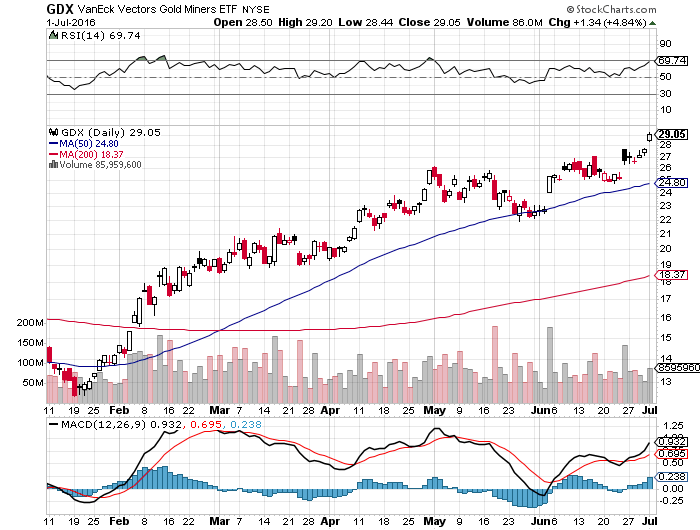 GDX VanEck Vectors Gold Miners ETF NYSE © StockCharts.com
1-Jul-2016 Open 28.50 High 29.20 Low 28.44 Close 29.05 Volume 86.0M Chg +1.34 (+4.84%)
RSI(14) 69.74
90
69.74
50
30
10
GDX (Daily) 29.05
MA(50) 24.80
MA(200) 18.37
Volume 85,959,600
29.05
28
27
26
25
24.80
24
23
22
21
20
19
18.37
18
17
16
15
14
13
200M
150M
100M
50M
8595960
11 19 25 Feb 8 16 22 Mar 7 14 21 28 Apr 11 18 25 May 9 16 23 Jun 6 13 20 27 Jul
MACD(12,26,9) 0.932, 0.695, 0.238
1.25
0.932
0.695
0.50
0.238
0.00
-0.25
11 19 25 Feb 8 16 22 Mar 7 14 21 28 Apr 11 18 25 May 9 16 23 Jun 6 13 20 27 Jul